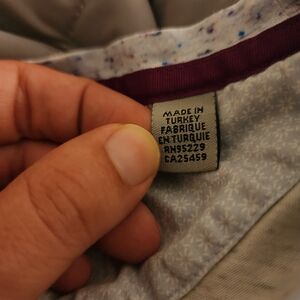 MADE IN
TURKEY
FABRIQUE
EN TURQUIE
RN95229
CA25459